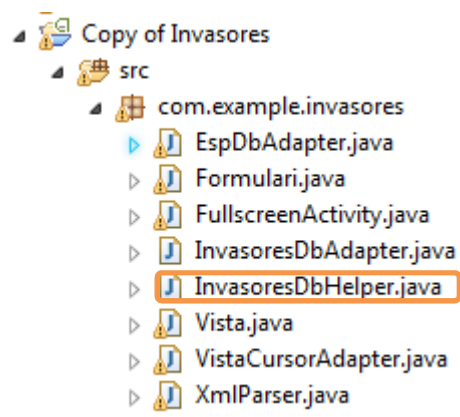 Copy of Invasores
src
com.example.invasores
EspDbAdapter.java
Formulari.java
FullscreenActivity.java
InvasoresDbAdapter.java
InvasoresDbHelper.java
Vista.java
VistaCursorAdapter.java
XmlParser.java